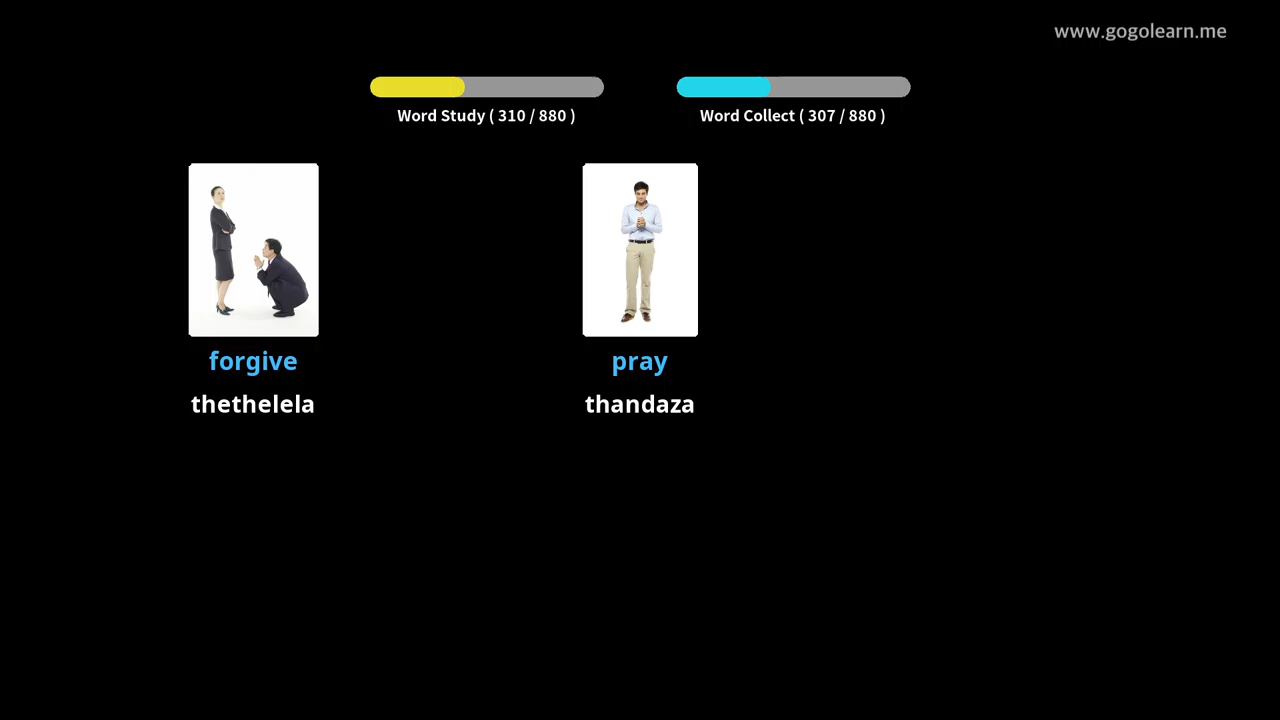 www.gogolearn.me
Word Study ( 310 / 880 )
Word Collect ( 307 / 880 )
forgive
thethelela
pray
thandaza